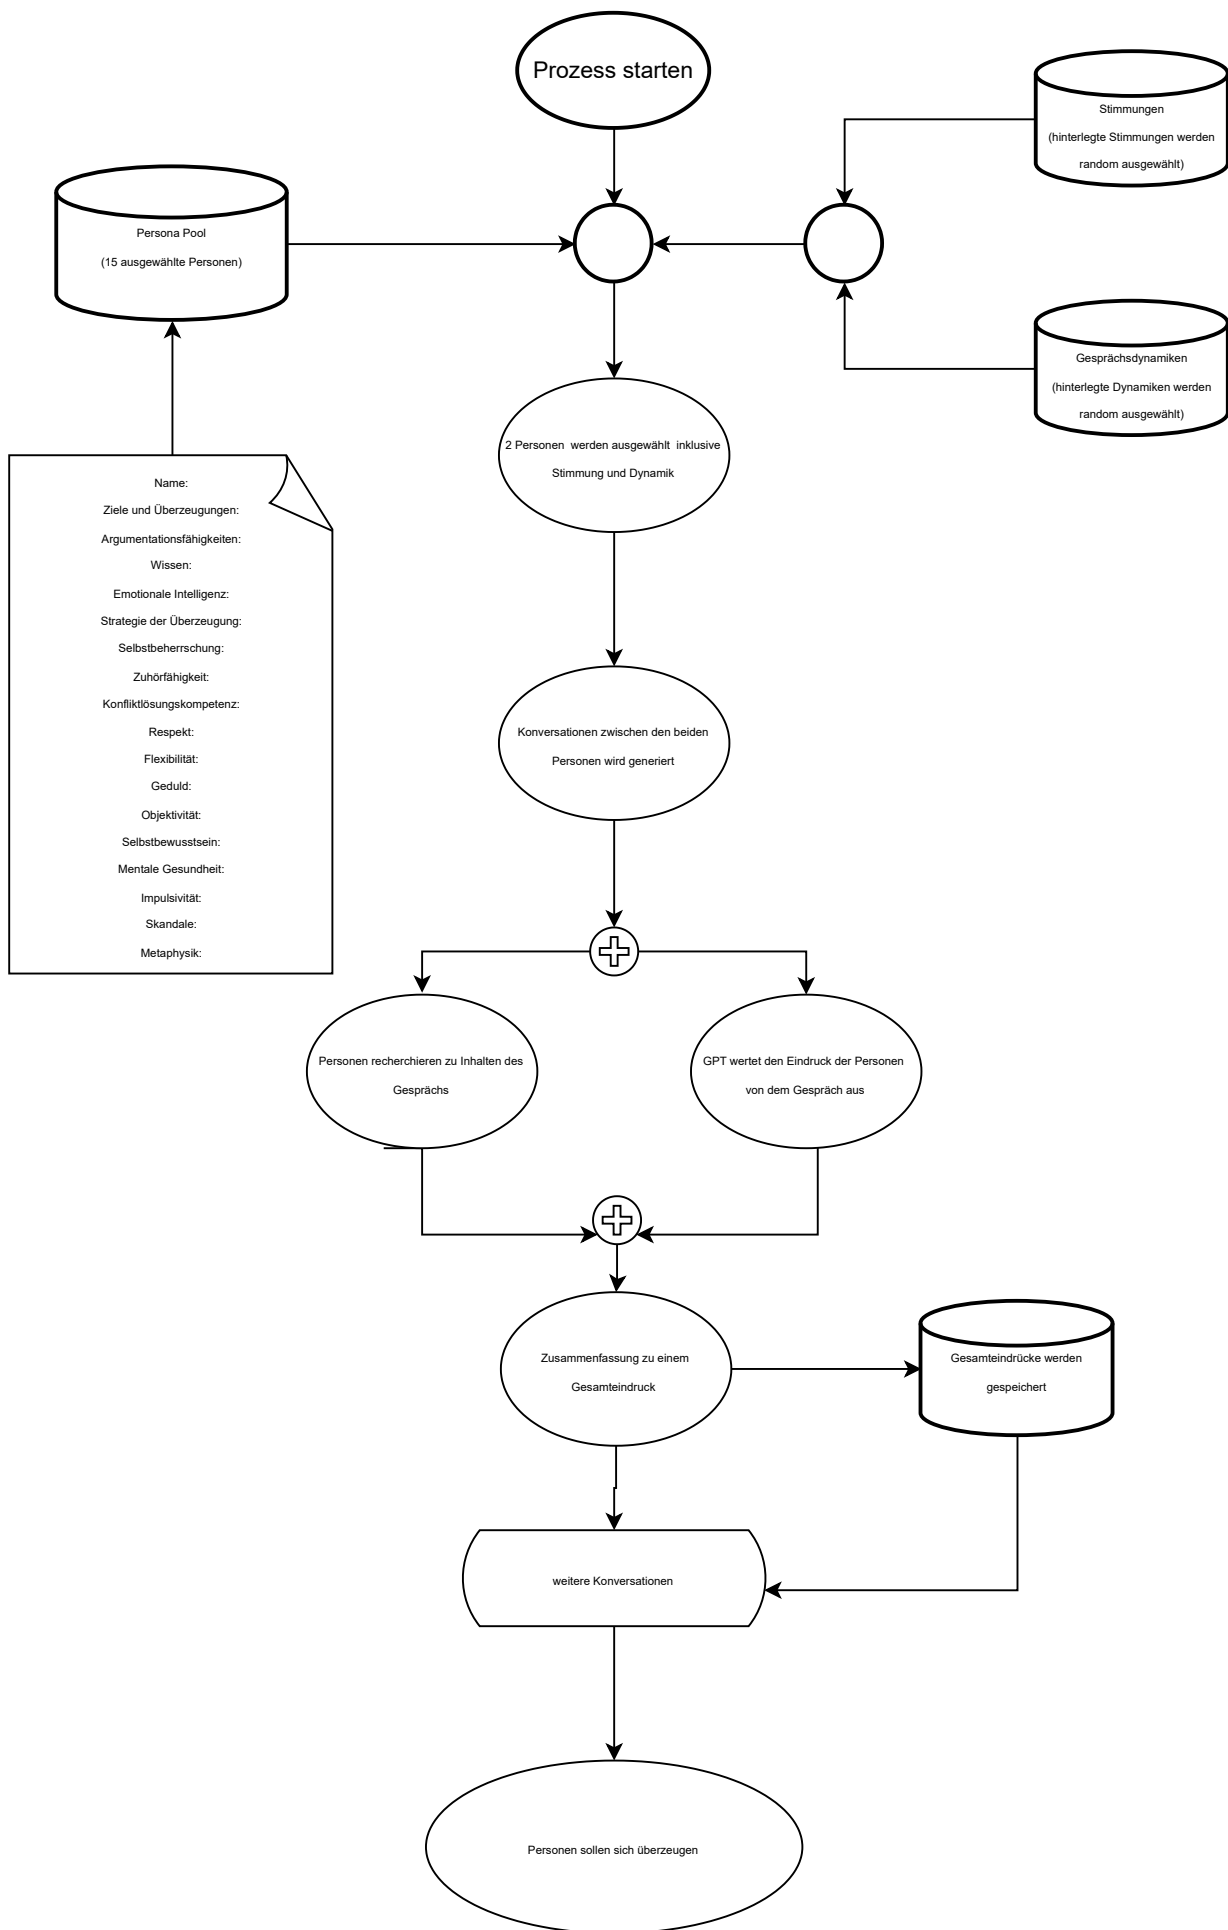 Prozess starten
Stimmungen
(hinterlegte Stimmungen werden
random ausgewählt)
Persona Pool
(15 ausgewählte Personen)
Gesprächsdynamiken
(hinterlegte Dynamiken werden
random ausgewählt)
2 Personen werden ausgewählt inklusive
Stimmung und Dynamik
Name:
Ziele und Überzeugungen:
Argumentationsfähigkeiten:
Wissen:
Emotionale Intelligenz:
Strategie der Überzeugung:
Selbstbeherrschung:
Zuhörfähigkeit:
Konfliktlösungskompetenz:
Respekt:
Flexibilität:
Geduld:
Objektivität:
Selbstbewusstsein:
Mentale Gesundheit:
Impulsivität:
Skandale:
Metaphysik:
Konversationen zwischen den beiden
Personen wird generiert
Personen recherchieren zu Inhalten des
Gesprächs
GPT wertet den Eindruck der Personen
von dem Gespräch aus
Zusammenfassung zu einem
Gesamteindruck
Gesamteindrücke werden
gespeichert
weitere Konversationen
Personen sollen sich überzeugen